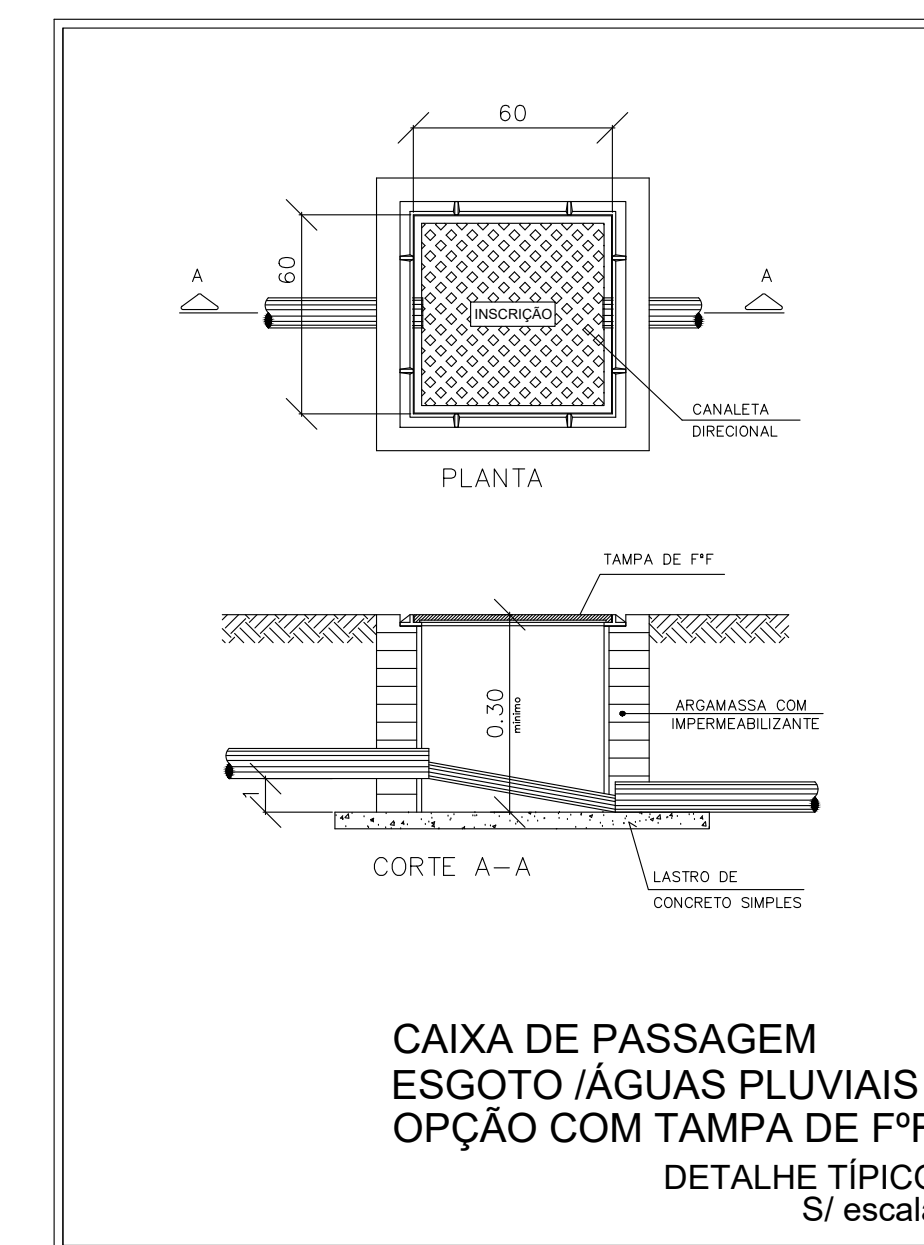 60
60
A
A
INSCRIÇÃO
CANALETA
DIRECIONAL
PLANTA
TAMPA DE FºF
0.30
mínimo
ARGAMASSA COM
IMPERMEABILIZANTE
1
CORTE A-A
LASTRO DE
CONCRETO SIMPLES
CAIXA DE PASSAGEM
ESGOTO /ÁGUAS PLUVIAIS
OPÇÃO COM TAMPA DE FºF
DETALHE TÍPICO
S/ escala